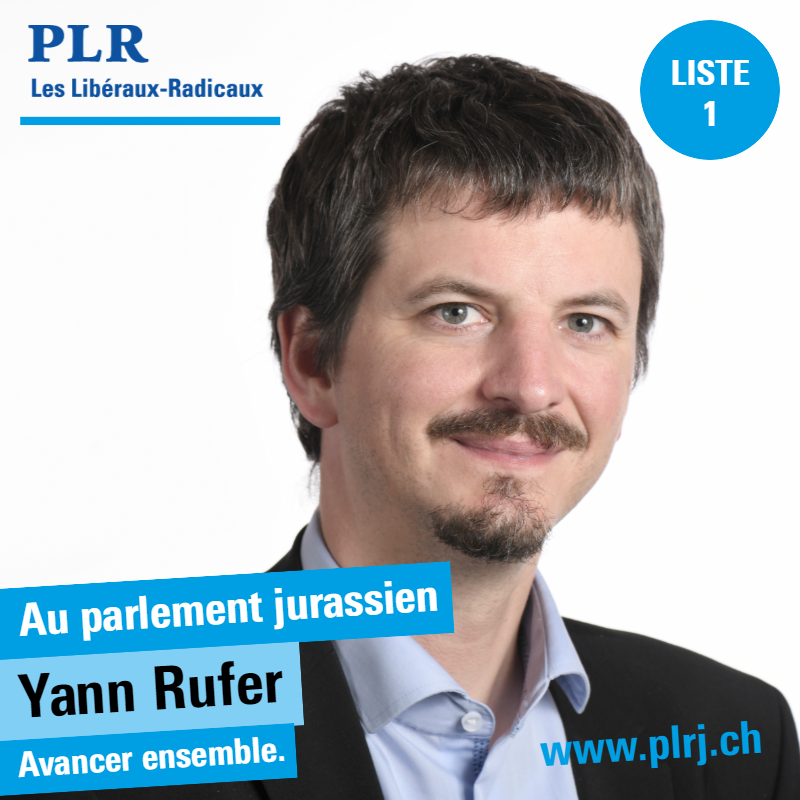 PLR
Les Libéraux-Radicaux
LISTE
1
Au parlement jurassien
Yann Rufer
Avancer ensemble.
www.plrj.ch